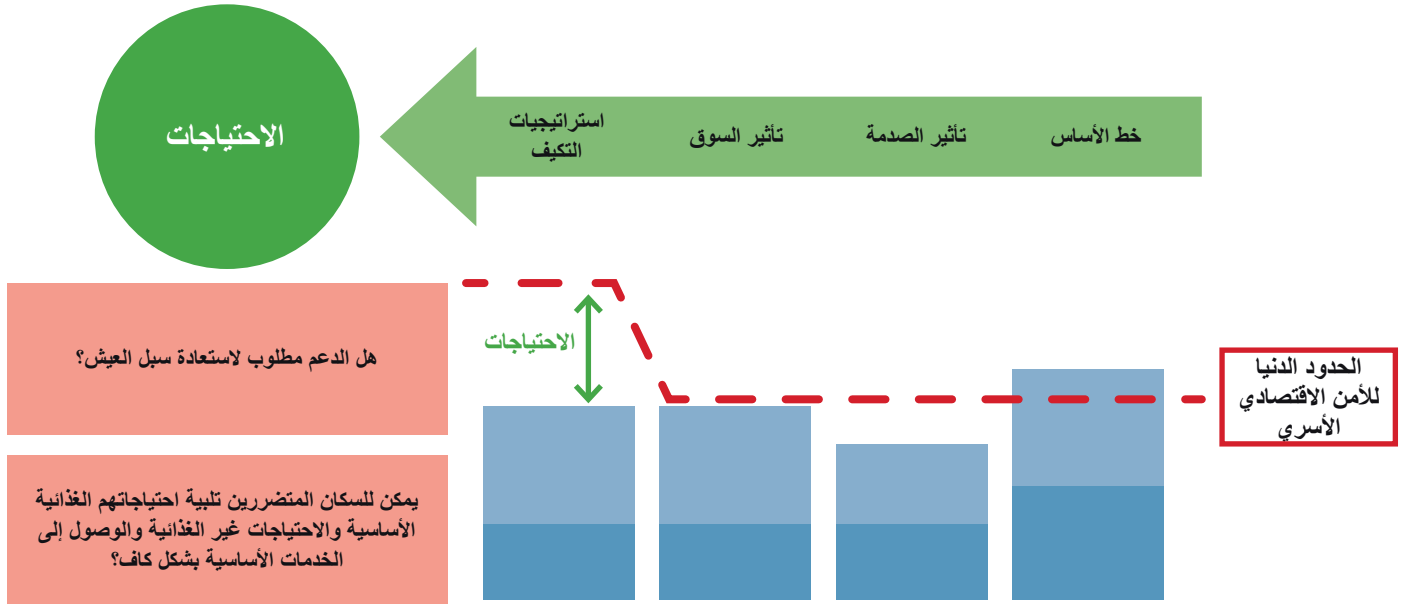 خط الأساس
تأثير الصدمة
تأثير السوق
استراتيجيات
التكيف
الاحتياجات
الحدود الدنيا
للأمن الاقتصادي
الأسري
الاحتياجات
هل الدعم مطلوب لاستعادة سبل العيش؟
يمكن للسكان المتضررين تلبية احتياجاتهم الغذائية
الأساسية والاحتياجات غير الغذائية والوصول إلى
الخدمات الأساسية بشكل كاف؟